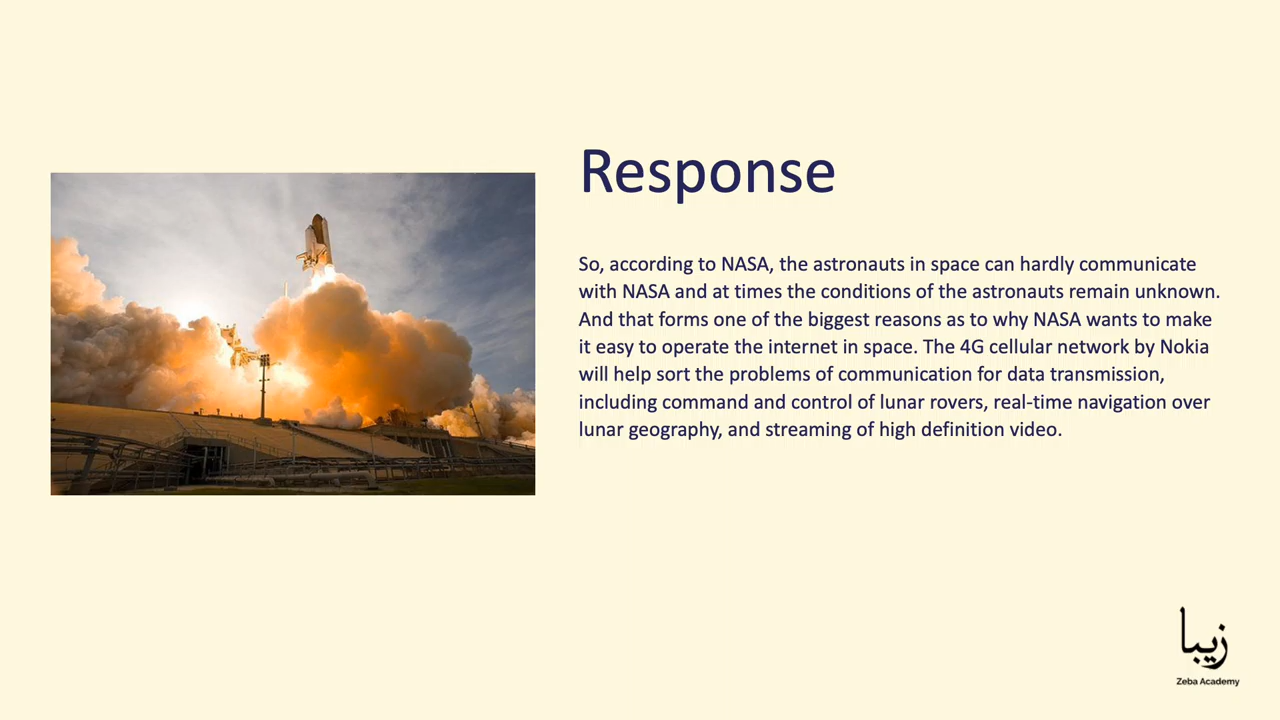 Response
So, according to NASA, the astronauts in space can hardly communicate
with NASA and at times the conditions of the astronauts remain unknown.
And that forms one of the biggest reasons as to why NASA wants to make
it easy to operate the internet in space. The 4G cellular network by Nokia
will help sort the problems of communication for data transmission,
including command and control of lunar rovers, real-time navigation over
lunar geography, and streaming of high definition video.
زیبا
Zeba Academy